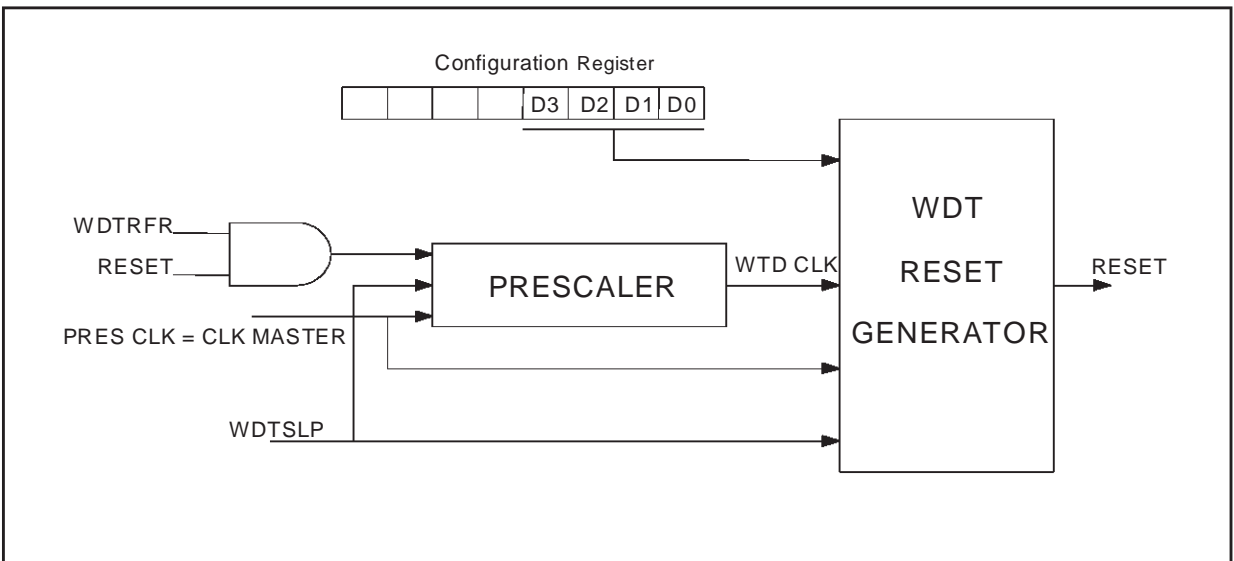 Configuration Register
D3 D2 D1 D0
WDTRFR
RESET
PRES CLK = CLK MASTER
WDTSLP
PRESCALER
WTD CLK
WDT
RESET
GENERATOR
RESET